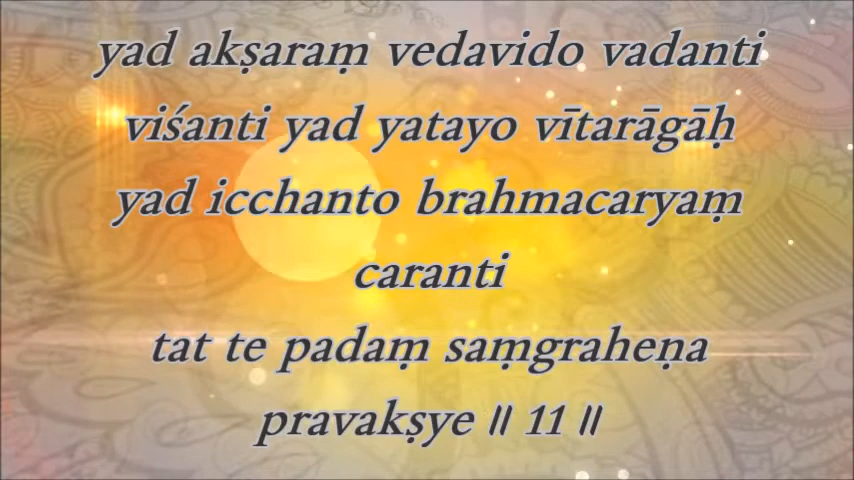 yad akṣaraṃ vedavido vadanti
viśanti yad yatayo vītarāgāḥ
yad icchanto brahmacaryaṃ
caranti
tat te padaṃ saṃgraheṇa
pravakṣye ॥ 11 ॥